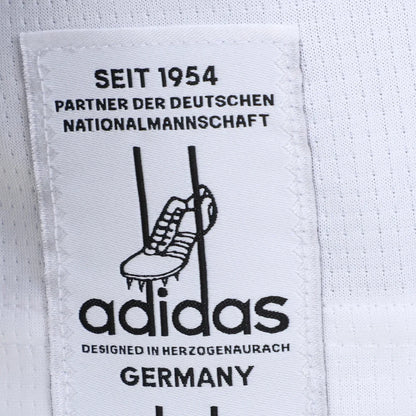 SEIT 1954
PARTNER DER DEUTSCHEN
NATIONALMANNSCHAFT
adidas
DESIGNED IN HERZOGENAURACH
GERMANY